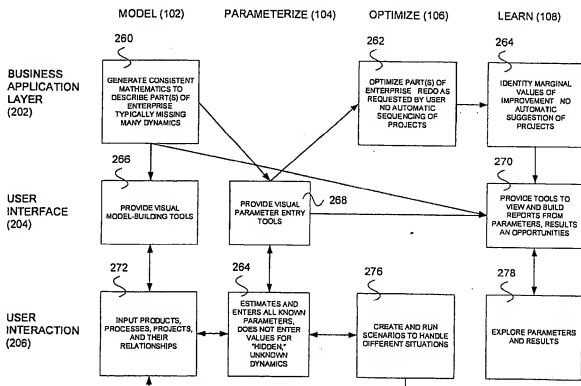 MODEL (102)
PARAMETERIZE (104)
OPTIMIZE (106)
LEARN (108)
BUSINESS
APPLICATION
LAYER
(202)
260
GENERATE CONSISTENT
MATHEMATICS TO
DESCRIBE PART(S) OF
ENTERPRISE
TYPICALLY MISSING
MANY DYNAMICS
262
OPTIMIZE PART(S) OF
ENTERPRISE REDO AS
REQUESTED BY USER
NO AUTOMATIC
SEQUENCING OF
PROJECTS
264
IDENTITY MARGINAL
VALUES OF
IMPROVEMENT NO
AUTOMATIC
SUGGESTION OF
PROJECTS
USER
INTERFACE
(204)
266
PROVIDE VISUAL
MODEL-BUILDING TOOLS
PROVIDE VISUAL
PARAMETER ENTRY
TOOLS
268
270
PROVIDE TOOLS TO
VIEW AND BUILD
REPORTS FROM
PARAMETERS, RESULTS
AN OPPORTUNITIES
USER
INTERACTION
(206)
272
INPUT PRODUCTS,
PROCESSES, PROJECTS,
AND THEIR
RELATIONSHIPS
264
ESTIMATES AND
ENTERS ALL KNOWN
PARAMETERS,
DOES NOT ENTER
VALUES FOR
"HIDDEN,"
UNKNOWN
DYNAMICS
276
CREATE AND RUN
SCENARIOS TO HANDLE
DIFFERENT SITUATIONS
278
EXPLORE PARAMETERS
AND RESULTS